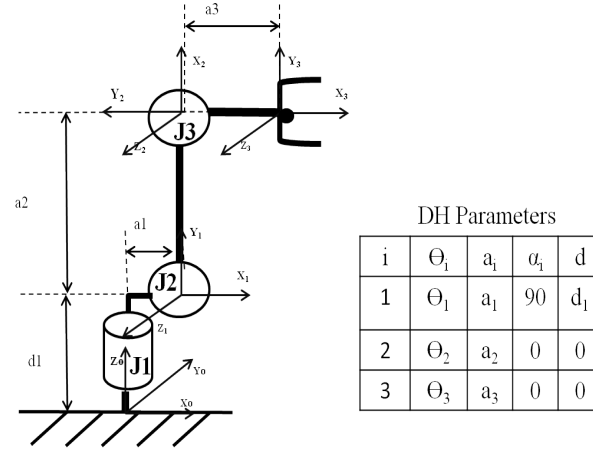 a3
X₂
Y₃
Y₂
X₃
J3
Z₂
Z₃
a2
a1
Y₁
J2
X₁
Z₁
d1
Z₀
J1
Y₀
X₀
DH Parameters
i ϴᵢ aᵢ αᵢ d
1 ϴ₁ a₁ 90 d₁
2 ϴ₂ a₂ 0 0
3 ϴ₃ a₃ 0 0